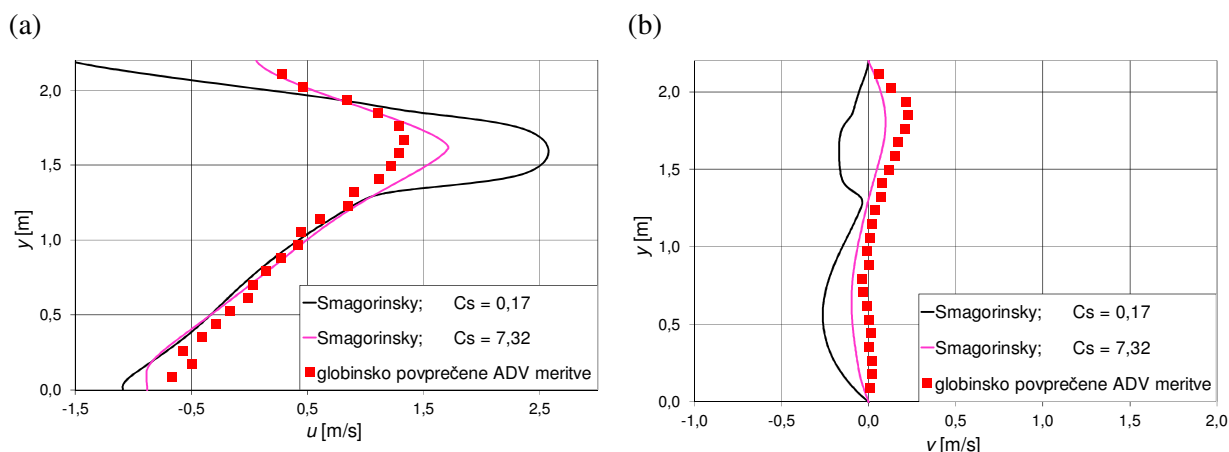 (a)
2,0
1,5
1,0
0,5
0,0
y [m]
-1,5
-0,5
0,5
1,5
2,5
u [m/s]
Smagorinsky; Cs = 0,17
Smagorinsky; Cs = 7,32
globinsko povprečene ADV meritve
(b)
2,0
1,5
1,0
0,5
0,0
y [m]
-1,0
-0,5
0,0
0,5
1,0
1,5
2,0
v [m/s]
Smagorinsky; Cs = 0,17
Smagorinsky; Cs = 7,32
globinsko povprečene ADV meritve